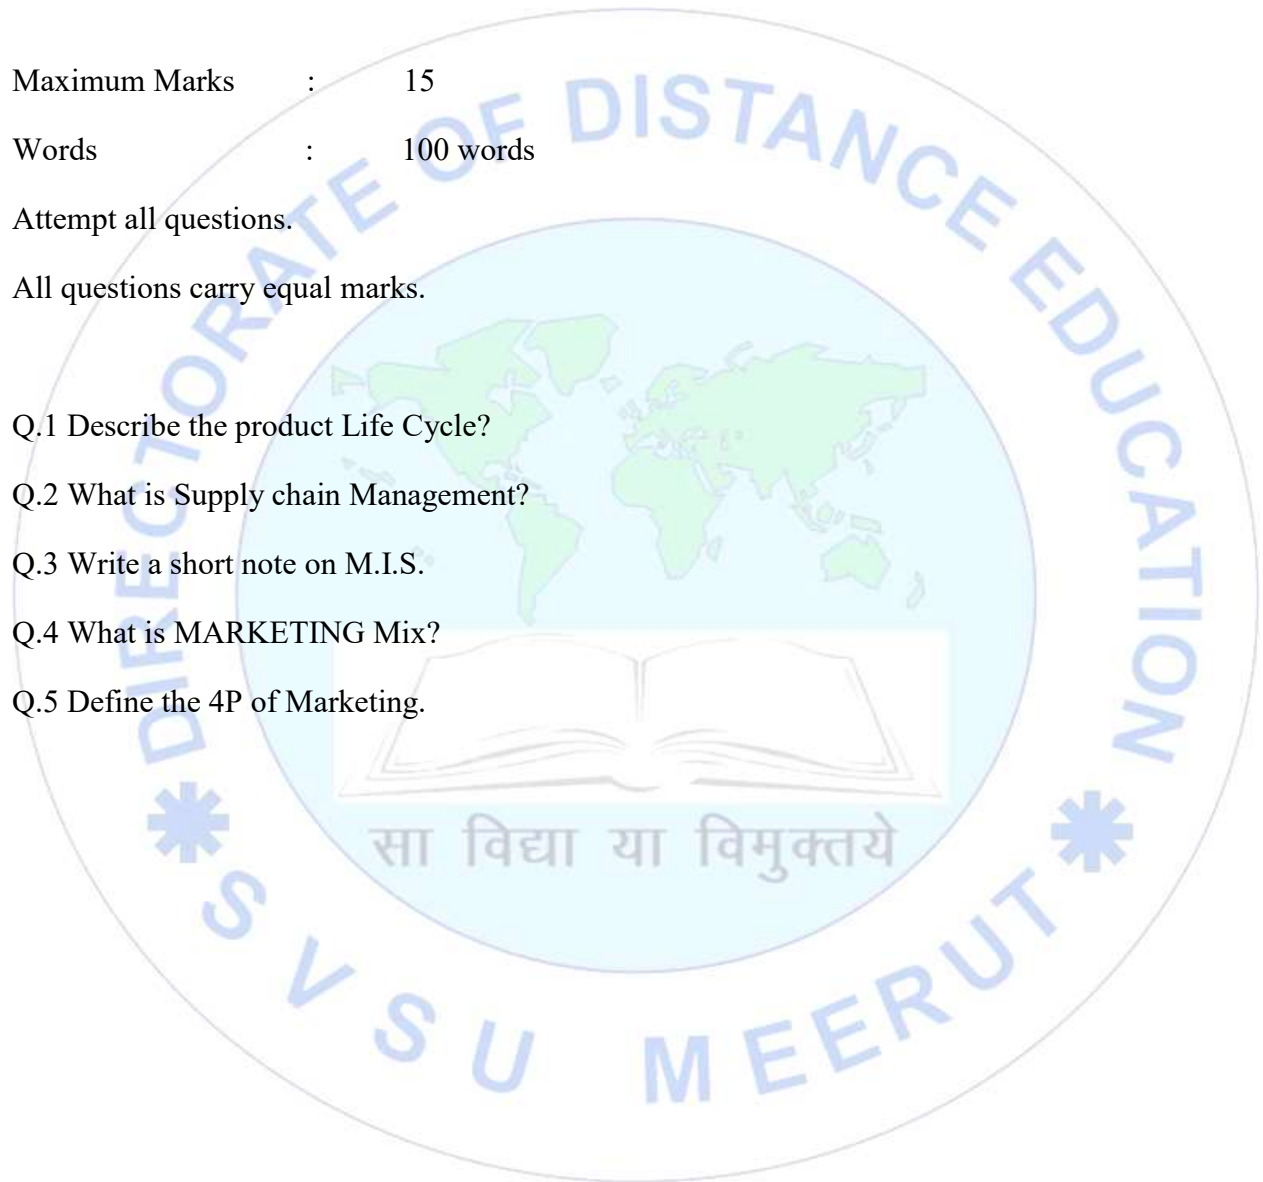 Maximum Marks : 15
Words : 100 words
Attempt all questions.
All questions carry equal marks.
Q.1 Describe the product Life Cycle?
Q.2 What is Supply chain Management?
Q.3 Write a short note on M.I.S.
Q.4 What is MARKETING Mix?
Q.5 Define the 4P of Marketing.
DIRECTORATE OF DISTANCE EDUCATION
सा विद्या या विमुक्तये
SVSU MEERUT